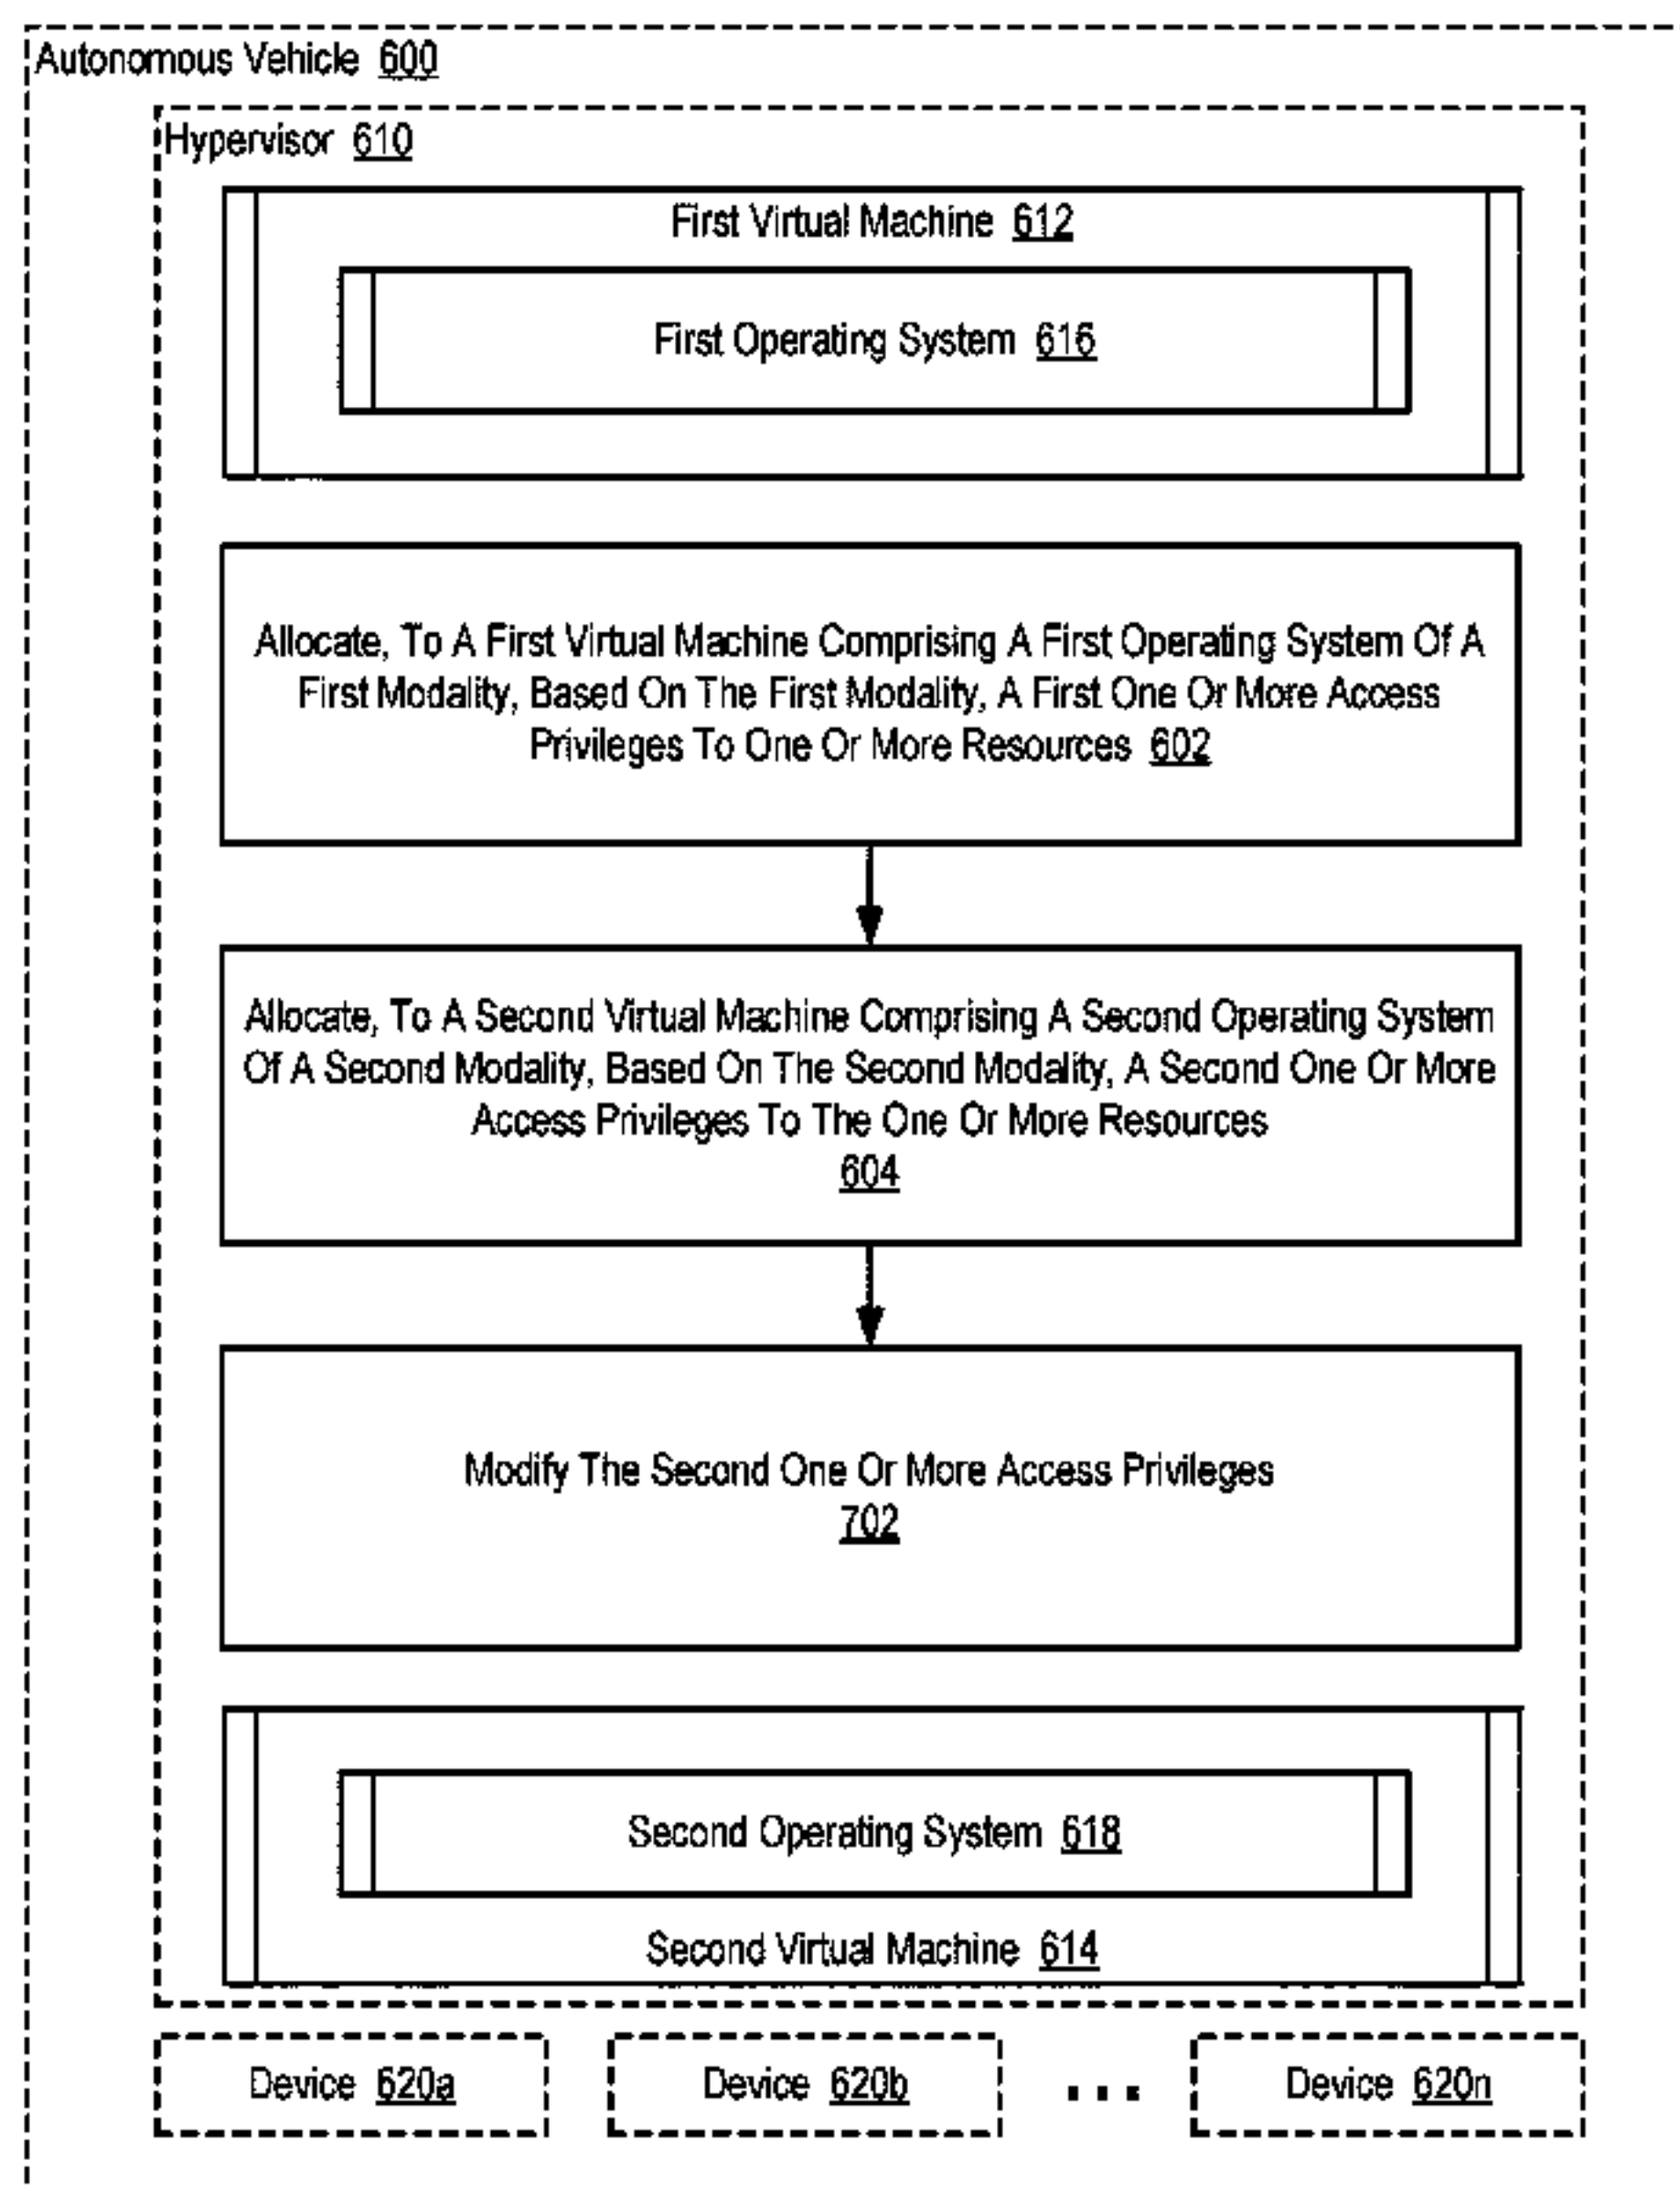 Autonomous Vehicle 600
Hypervisor 610
First Virtual Machine 612
First Operating System 616
Allocate, To A First Virtual Machine Comprising A First Operating System Of A
First Modality, Based On The First Modality, A First One Or More Access
Privileges To One Or More Resources 602
Allocate, To A Second Virtual Machine Comprising A Second Operating System
Of A Second Modality, Based On The Second Modality, A Second One Or More
Access Privileges To The One Or More Resources
604
Modify The Second One Or More Access Privileges
702
Second Operating System 618
Second Virtual Machine 614
Device 620a
Device 620b
...
Device 620n